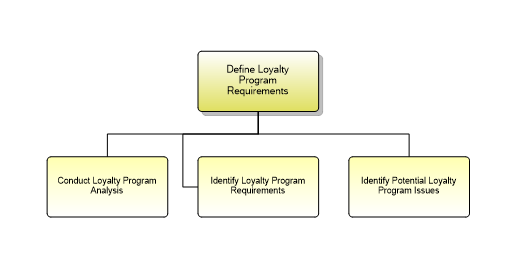 Define Loyalty
Program
Requirements
Conduct Loyalty Program
Analysis
Identify Loyalty Program
Requirements
Identify Potential Loyalty
Program Issues